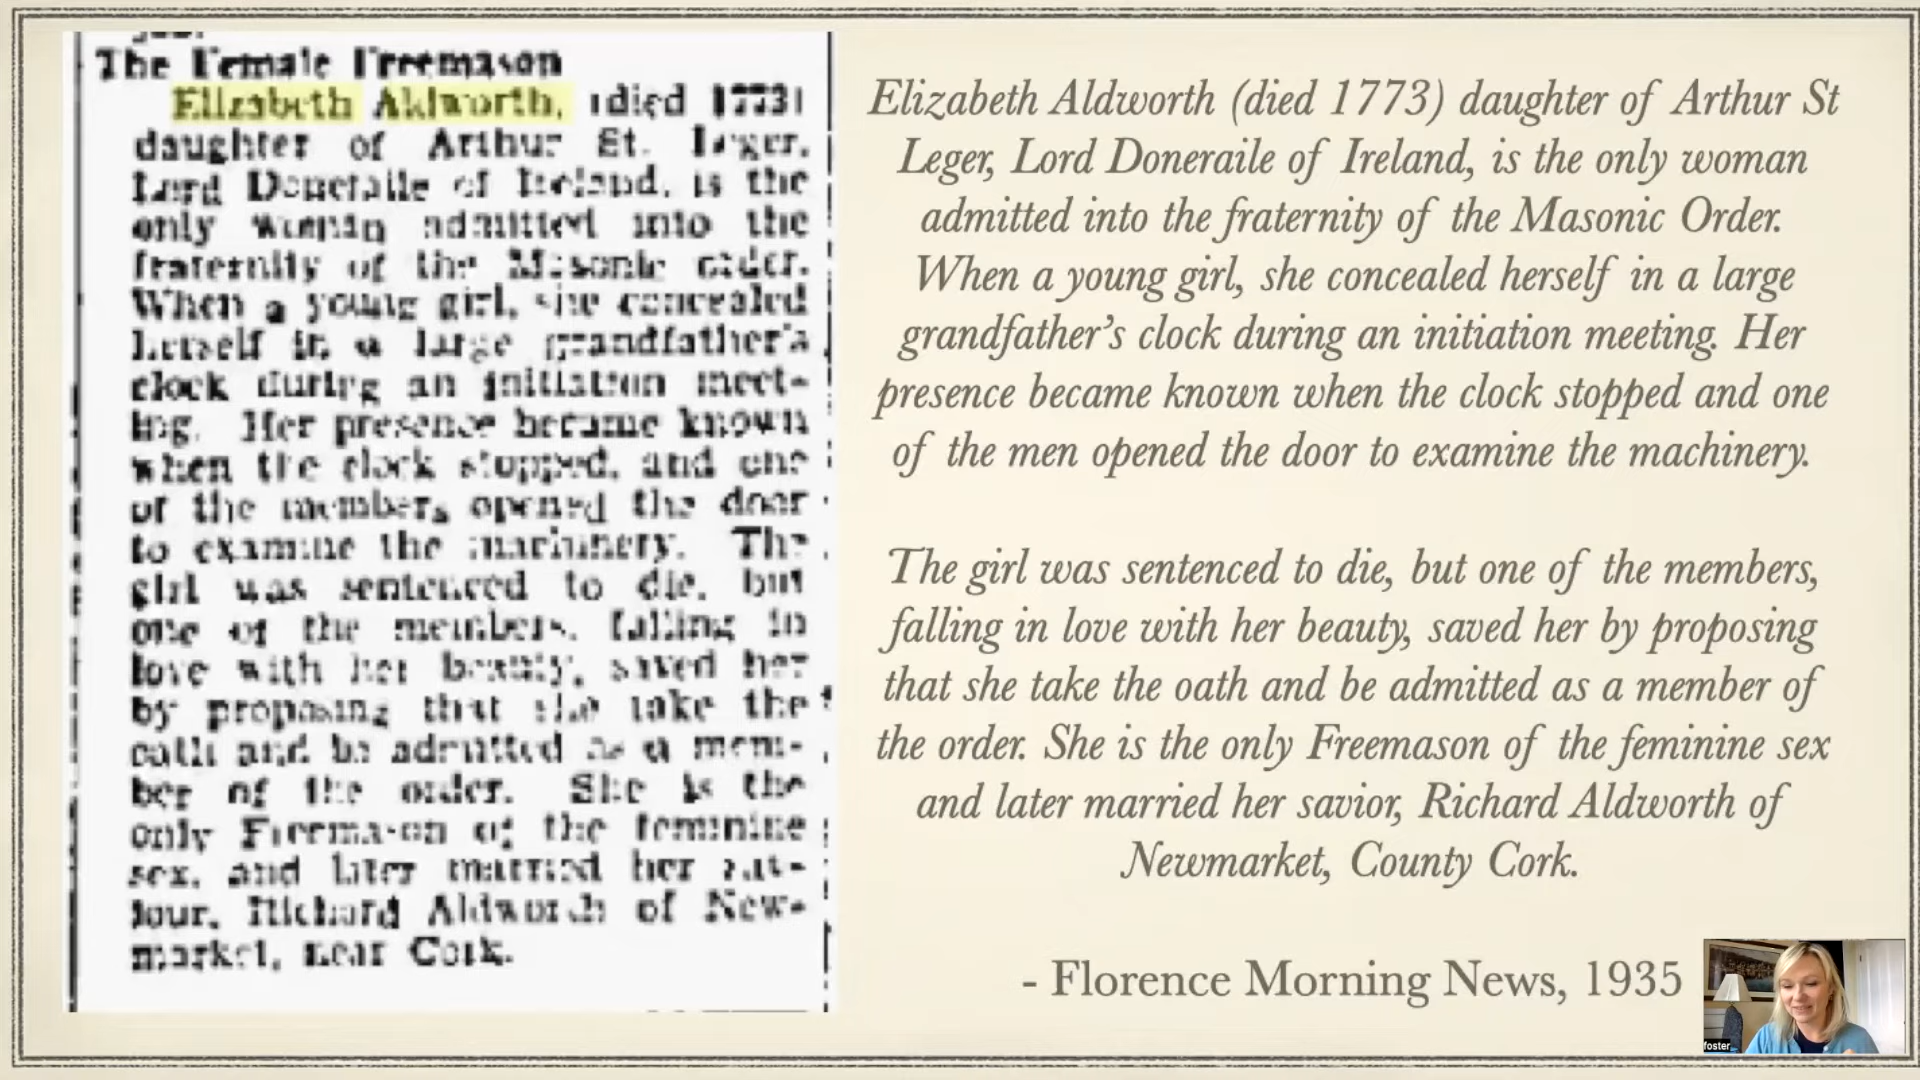 The Female Freemason
Elizabeth Aldworth, (died 1773)
daughter of Arthur St. Leger,
Lord Doneraile of Ireland, is the
only woman admitted into the
fraternity of the Masonic order.
When a young girl, she concealed
herself in a large grandfather's
clock during an initiation meet-
ing. Her presence became known
when the clock stopped, and one
of the members opened the door
to examine the machinery. The
girl was sentenced to die, but
one of the members, falling in
love with her beauty, saved her
by proposing that she take the
oath and be admitted as a mem-
ber of the order. She is the
only Freemason of the feminine
sex, and later married her sav-
iour, Richard Aldworth of New-
market, near Cork.
Elizabeth Aldworth (died 1773) daughter of Arthur St
Leger, Lord Doneraile of Ireland, is the only woman
admitted into the fraternity of the Masonic Order.
When a young girl, she concealed herself in a large
grandfather’s clock during an initiation meeting. Her
presence became known when the clock stopped and one
of the men opened the door to examine the machinery.
The girl was sentenced to die, but one of the members,
falling in love with her beauty, saved her by proposing
that she take the oath and be admitted as a member of
the order. She is the only Freemason of the feminine sex
and later married her savior, Richard Aldworth of
Newmarket, County Cork.
- Florence Morning News, 1935
foster